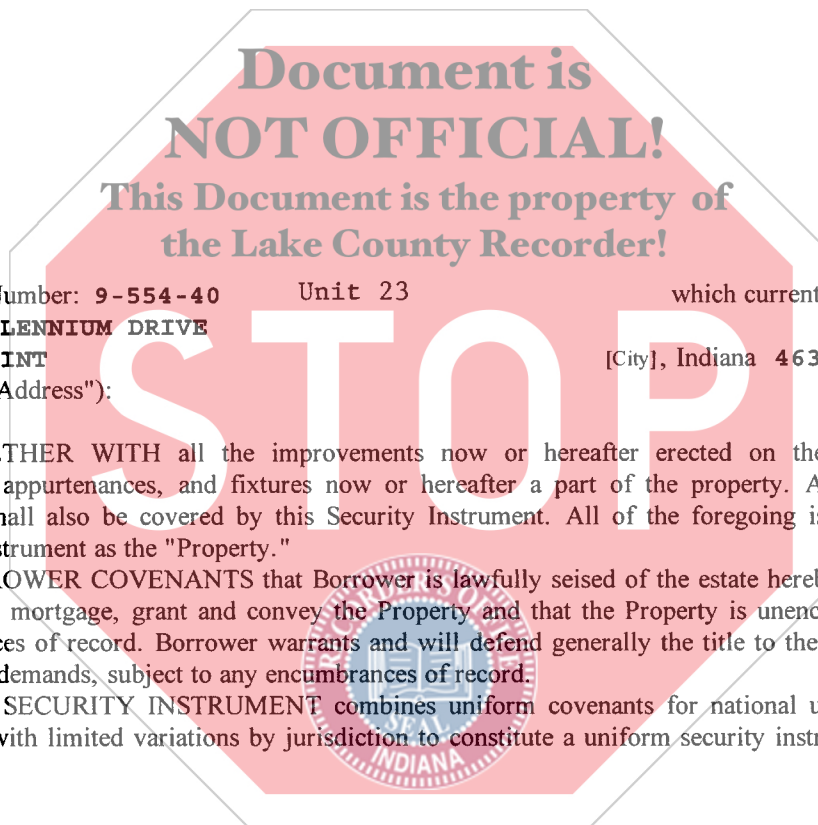 Document is
NOT OFFICIAL!
This Document is the property of
the Lake County Recorder!
umber: 9-554-40 Unit 23 which current
LENNIUM DRIVE
INT [City], Indiana 463
Address"):
THER WITH all the improvements now or hereafter erected on the
appurtenances, and fixtures now or hereafter a part of the property. A
hall also be covered by this Security Instrument. All of the foregoing is
strument as the "Property."
OWER COVENANTS that Borrower is lawfully seised of the estate hereb
mortgage, grant and convey the Property and that the Property is unenc
ces of record. Borrower warrants and will defend generally the title to the
demands, subject to any encumbrances of record.
SECURITY INSTRUMENT combines uniform covenants for national u
with limited variations by jurisdiction to constitute a uniform security instr
STOP
RECORDER'S OFFICE
SEAL
INDIANA